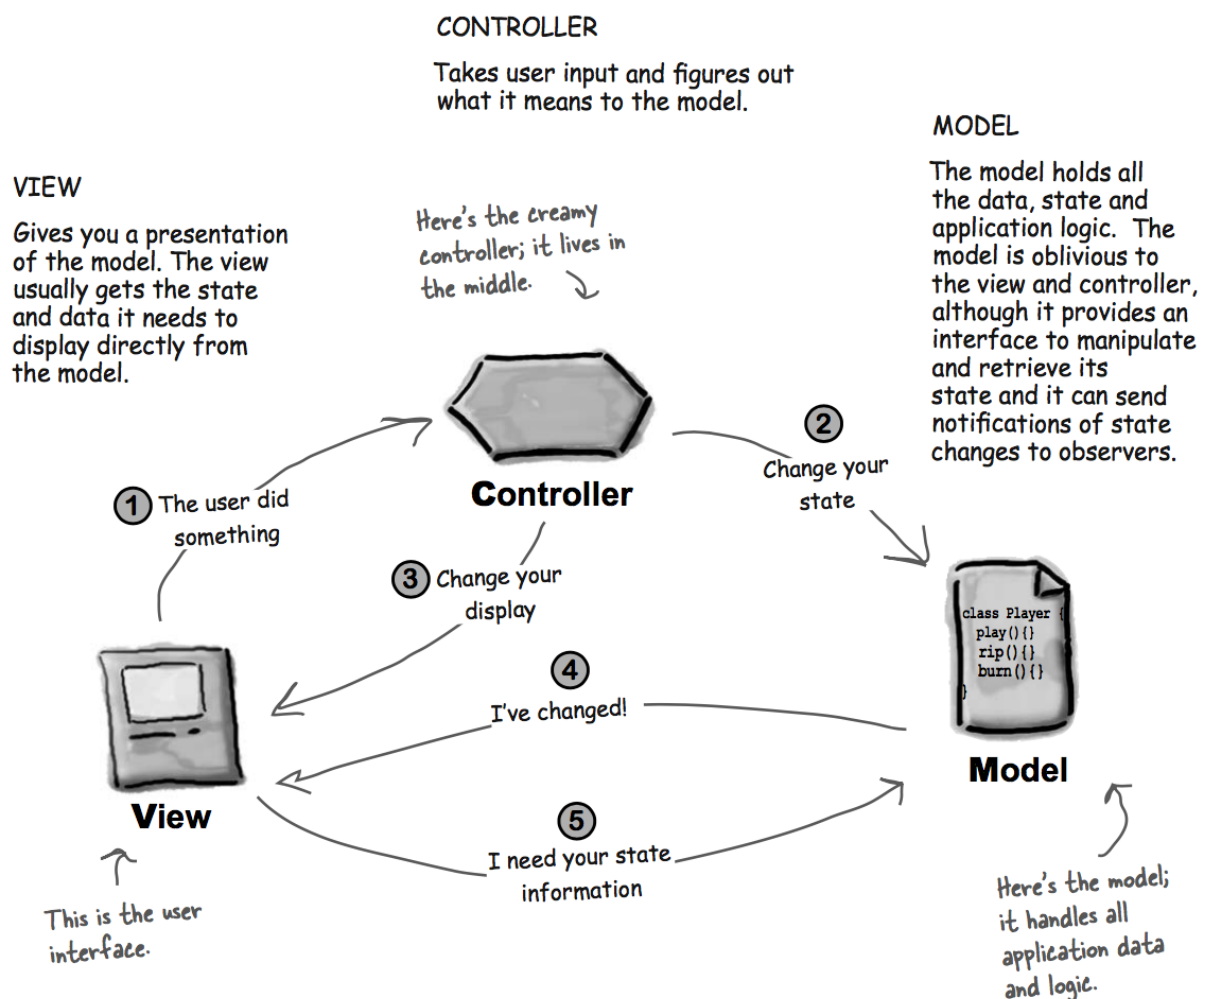 CONTROLLER
Takes user input and figures out
what it means to the model.
MODEL
The model holds all
the data, state and
application logic. The
model is oblivious to
the view and controller,
although it provides an
interface to manipulate
and retrieve its
state and it can send
notifications of state
changes to observers.
VIEW
Gives you a presentation
of the model. The view
usually gets the state
and data it needs to
display directly from
the model.
Here's the creamy
controller; it lives in
the middle.
Controller
1 The user did
something
2
Change your
state
3 Change your
display
4
I've changed!
5
I need your state
information
class Player {
play(){}
rip(){}
burn(){}
}
Model
View
This is the user
interface.
Here's the model;
it handles all
application data
and logic.